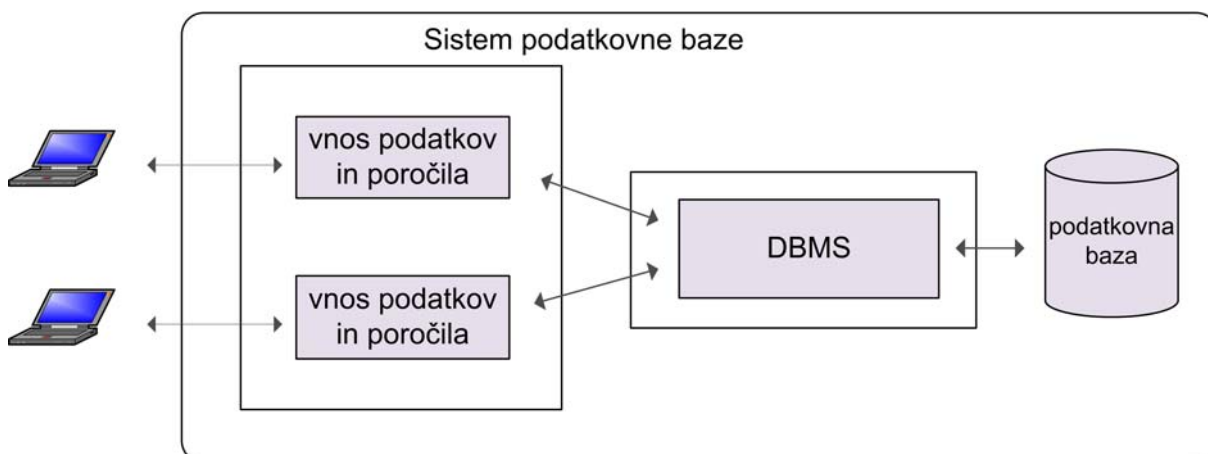 Sistem podatkovne baze
vnos podatkov
in poročila
vnos podatkov
in poročila
DBMS
podatkovna
baza